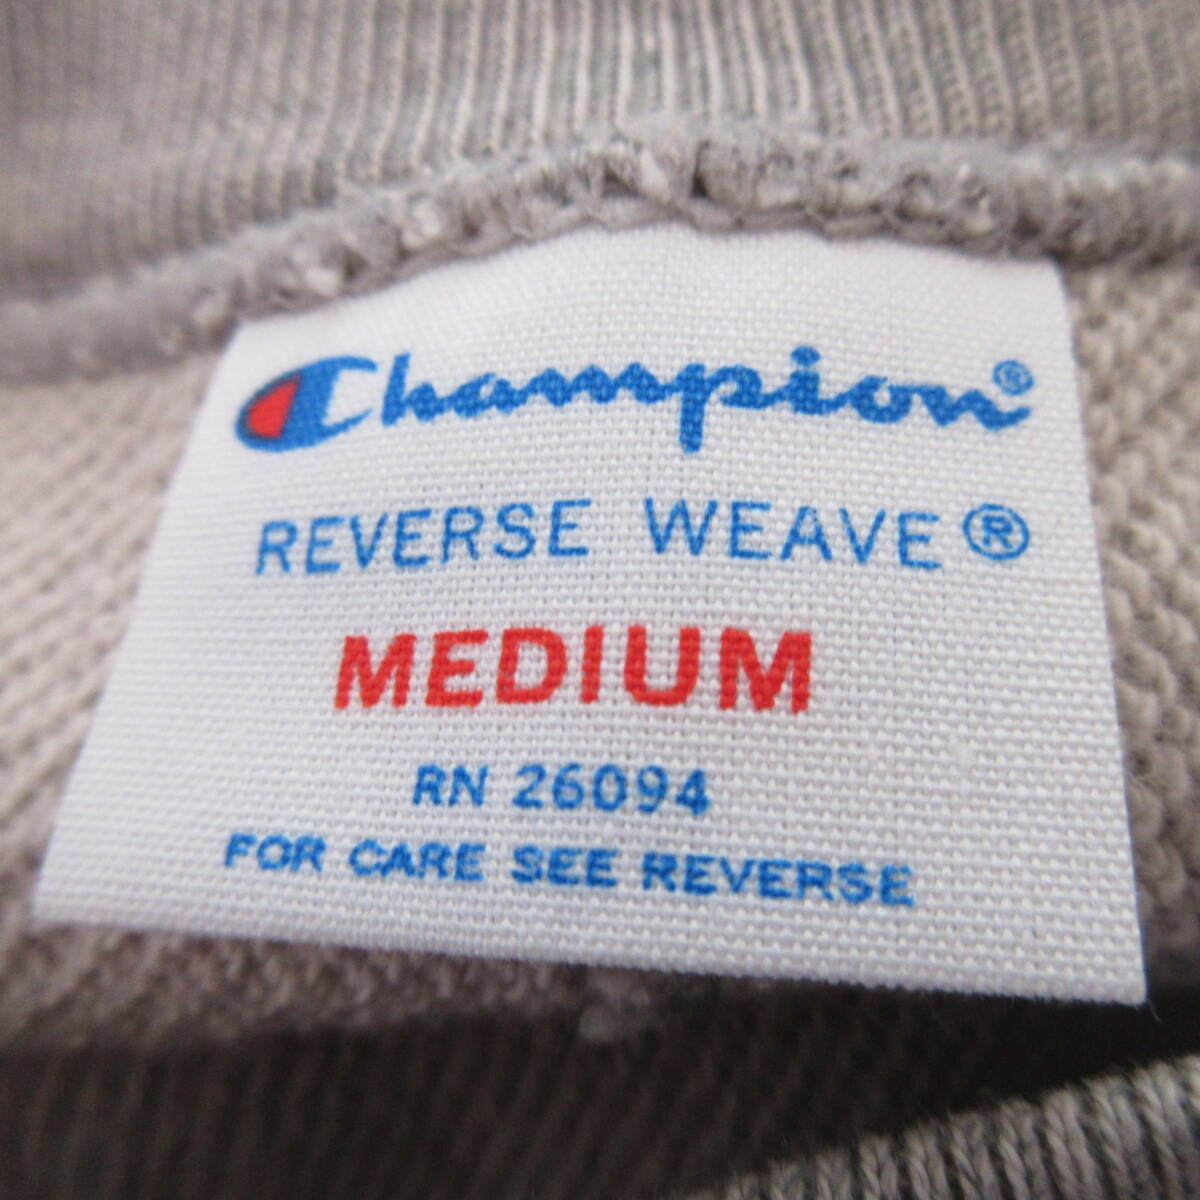 Champion®
REVERSE WEAVE®
MEDIUM
RN 26094
FOR CARE SEE REVERSE